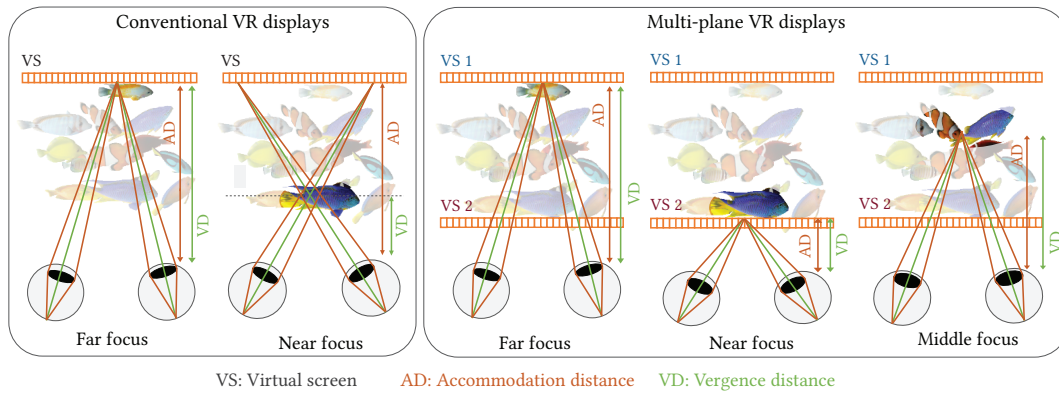 Conventional VR displays
VS
AD
VD
Far focus
VS
AD
VD
Near focus
Multi-plane VR displays
VS 1
VS 2
AD
VD
Far focus
VS 1
VS 2
AD
VD
Near focus
VS 1
VS 2
AD
VD
Middle focus
VS: Virtual screen AD: Accommodation distance VD: Vergence distance